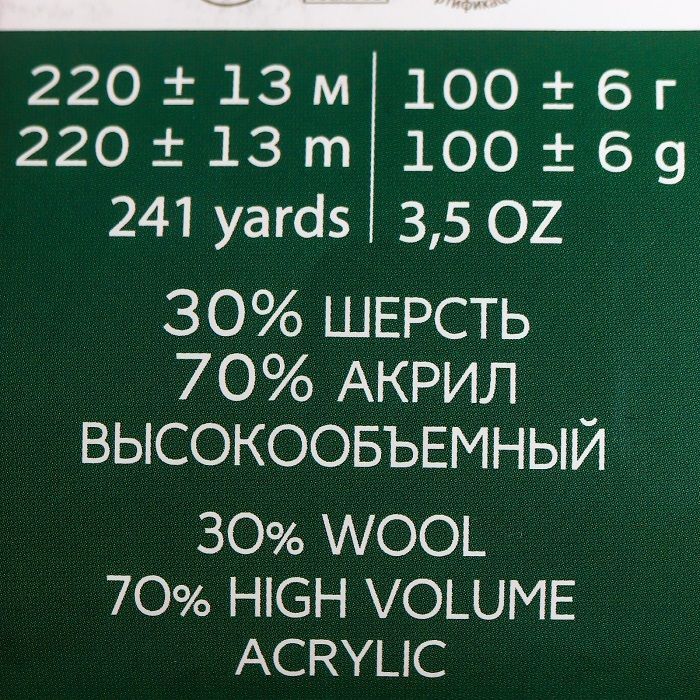 220 ± 13 м
220 ± 13 m
241 yards
100 ± 6 г
100 ± 6 g
3,5 OZ
30% ШЕРСТЬ
70% АКРИЛ
ВЫСОКООБЪЕМНЫЙ
30% WOOL
70% HIGH VOLUME
ACRYLIC